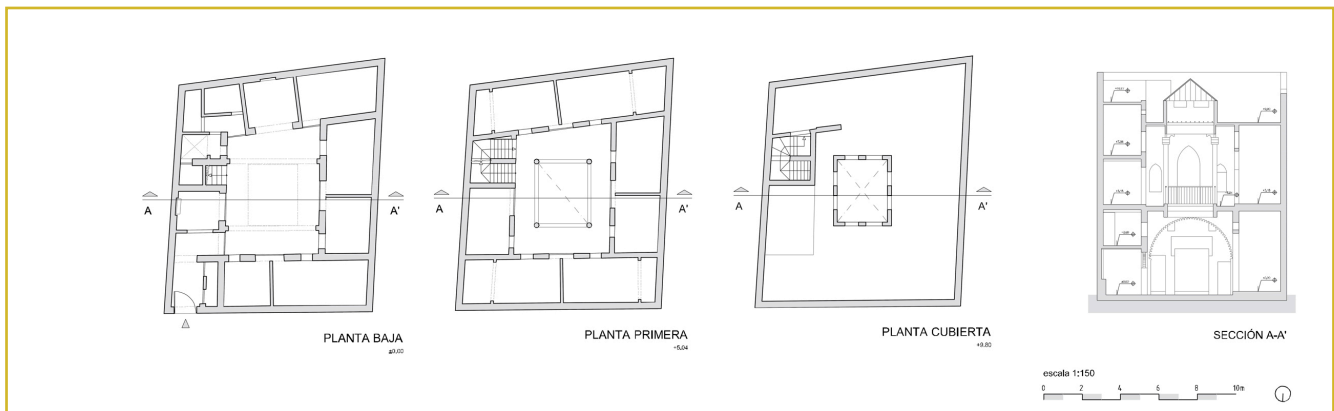 A
A'
PLANTA BAJA
±0,00
A
A'
PLANTA PRIMERA
+5,04
A
A'
PLANTA CUBIERTA
+9,80
SECCIÓN A-A'
escala 1:150
0 2 4 6 8 10m